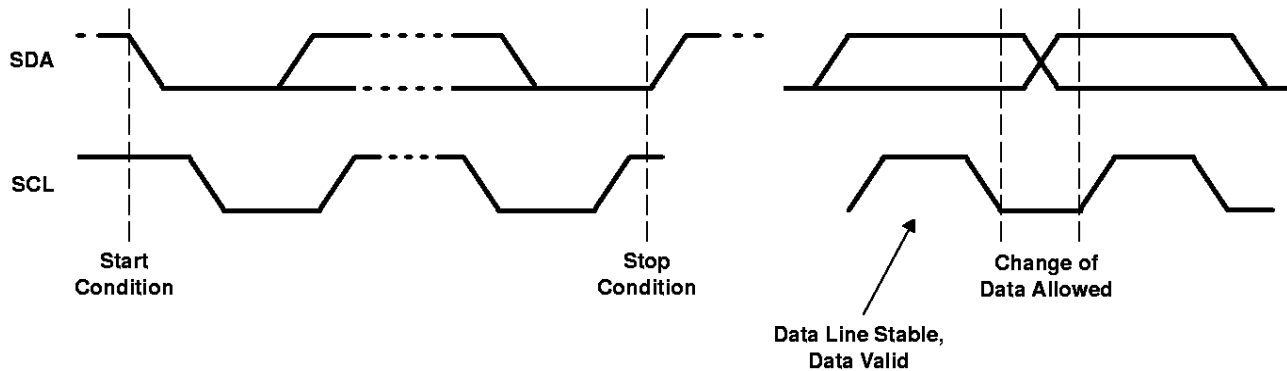 SDA
SCL
Start
Condition
Stop
Condition
Change of
Data Allowed
Data Line Stable,
Data Valid